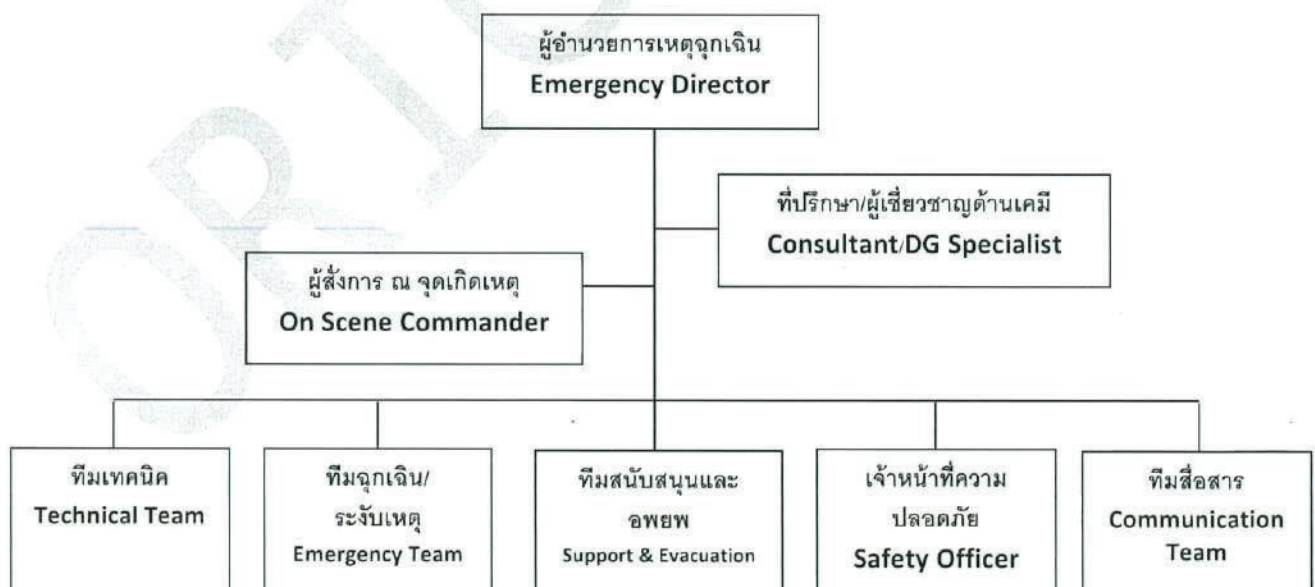 ผู้อำนวยการเหตุฉุกเฉิน
Emergency Director
ที่ปรึกษา/ผู้เชี่ยวชาญด้านเคมี
Consultant/DG Specialist
ผู้สั่งการ ณ จุดเกิดเหตุ
On Scene Commander
ทีมเทคนิค
Technical Team
ทีมฉุกเฉิน/
ระงับเหตุ
Emergency Team
ทีมสนับสนุนและ
อพยพ
Support & Evacuation
เจ้าหน้าที่ความ
ปลอดภัย
Safety Officer
ทีมสื่อสาร
Communication
Team